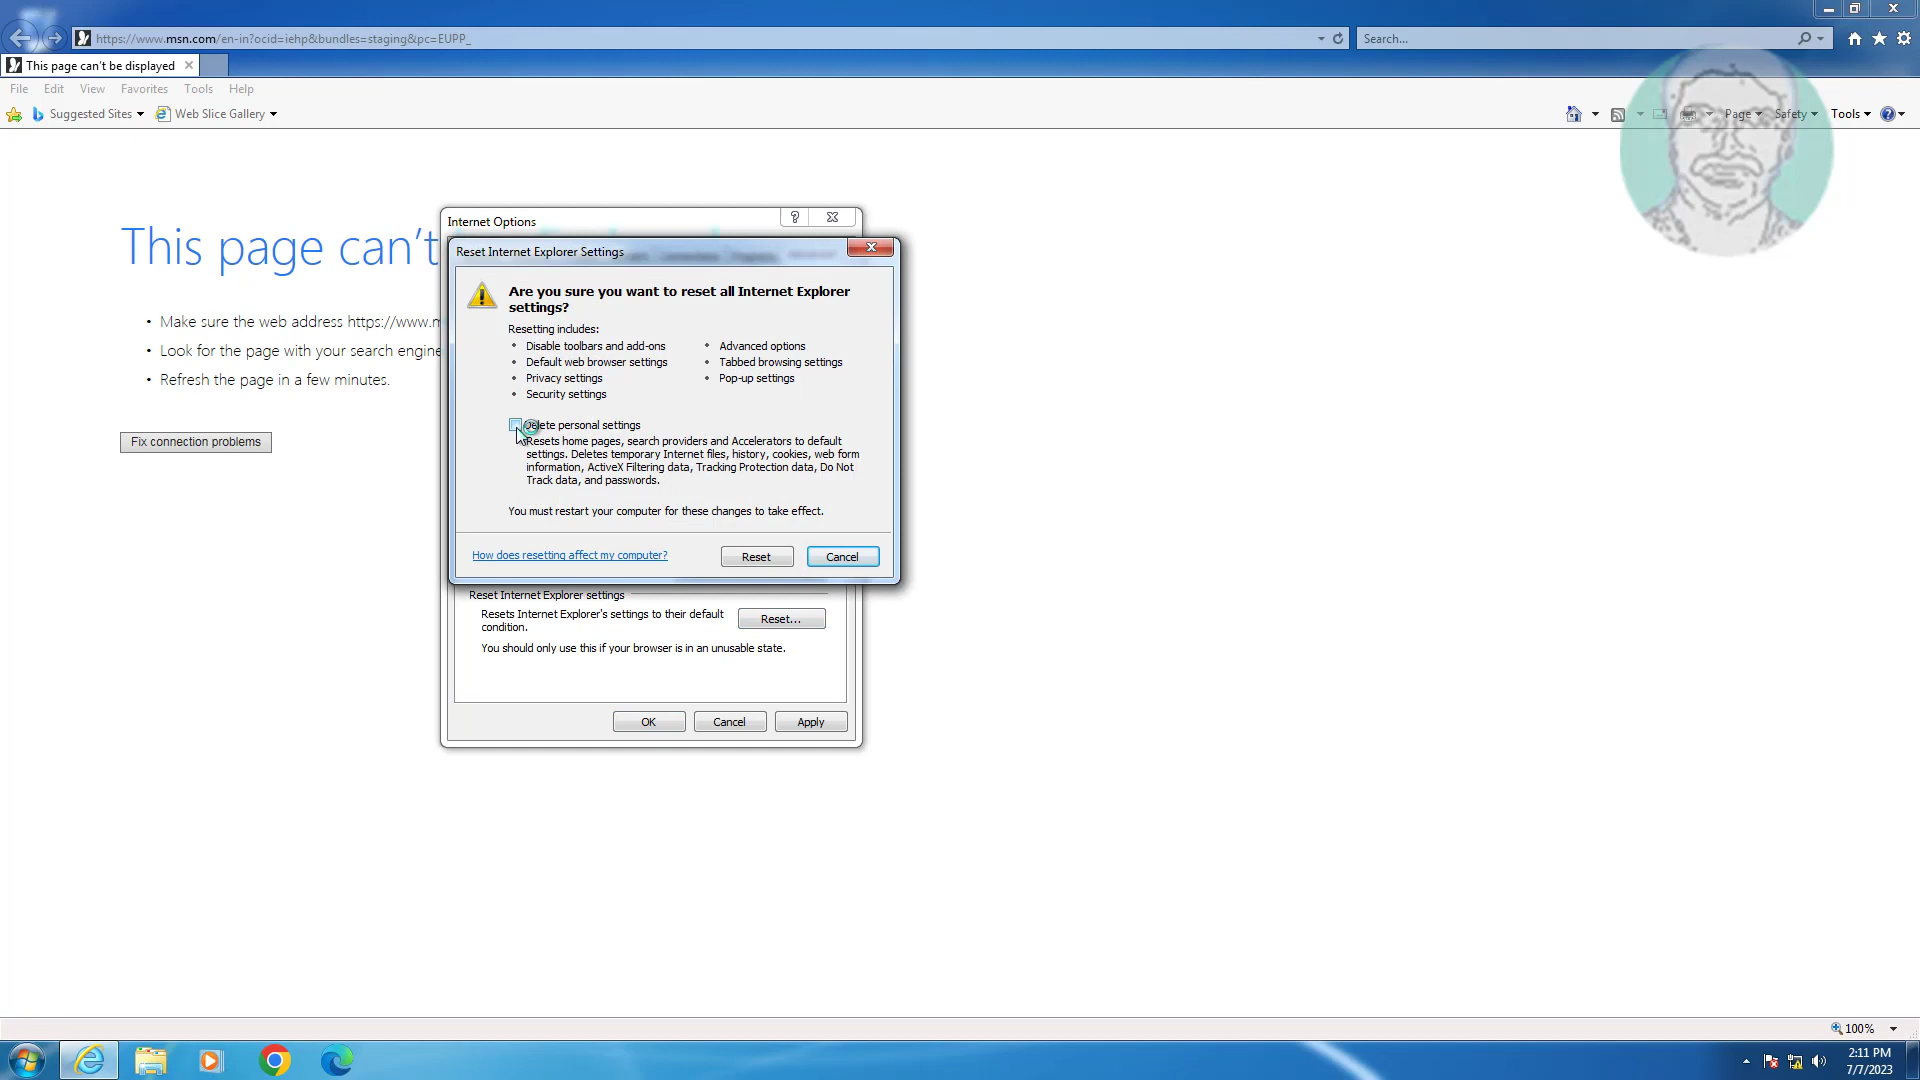 https://www.msn.com/en-in?ocid=iehp&bundles=staging&pc=EUPP_
Search...
This page can't be displayed
File Edit View Favorites Tools Help
Suggested Sites
Web Slice Gallery
Page Safety Tools
This page can't
• Make sure the web address https://www.m
• Look for the page with your search engine
• Refresh the page in a few minutes.
Fix connection problems
Internet Options
Reset Internet Explorer Settings
Are you sure you want to reset all Internet Explorer
settings?
Resetting includes:
Disable toolbars and add-ons
Default web browser settings
Privacy settings
Security settings
Advanced options
Tabbed browsing settings
Pop-up settings
Delete personal settings
Resets home pages, search providers and Accelerators to default
settings. Deletes temporary Internet files, history, cookies, web form
information, ActiveX Filtering data, Tracking Protection data, Do Not
Track data, and passwords.
You must restart your computer for these changes to take effect.
How does resetting affect my computer?
Reset Cancel
Reset Internet Explorer settings
Resets Internet Explorer's settings to their default
condition.
Reset...
You should only use this if your browser is in an unusable state.
OK Cancel Apply
100%
2:11 PM
7/7/2023